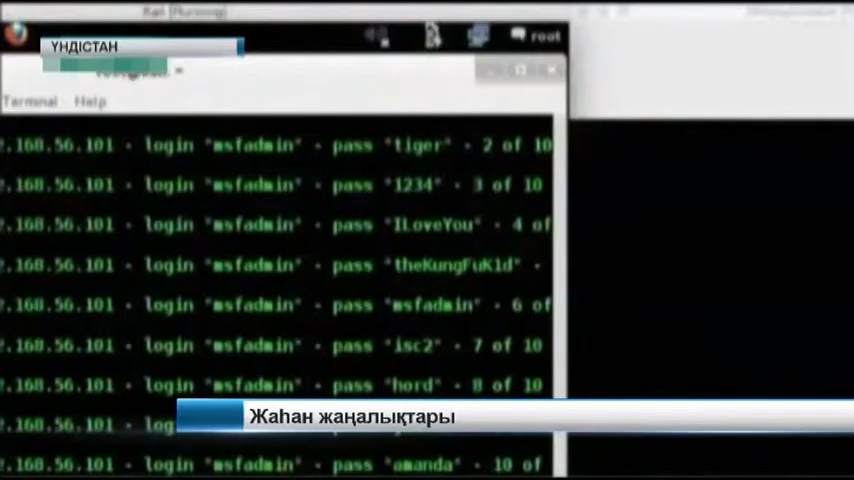 Kali [Running]
root
ҮНДІСТАН
Terminal Help
.168.56.101 - login "msfadmin" - pass "tiger" - 2 of 10
.168.56.101 - login "msfadmin" - pass "1234" - 3 of 10
.168.56.101 - login "msfadmin" - pass "ILoveYou" - 4 of
.168.56.101 - login "msfadmin" - pass "theKungFuK1d" -
.168.56.101 - login "msfadmin" - pass "msfadmin" - 6 of
.168.56.101 - login "msfadmin" - pass "isc2" - 7 of 10
.168.56.101 - login "msfadmin" - pass "hord" - 8 of 10
.168.56.101 -
Жаһан жаңалықтары
.168.56.101 - login "msfadmin" - pass "amanda" - 10 of